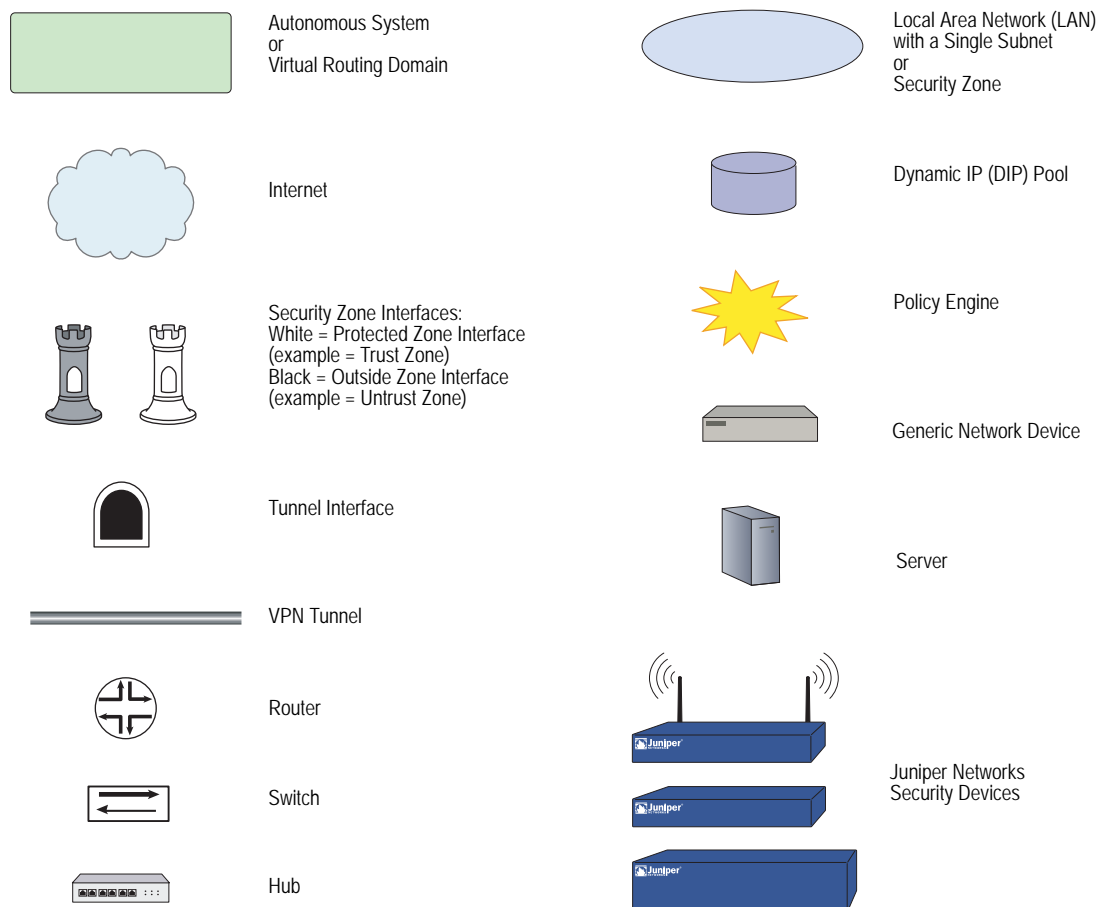 Autonomous System
or
Virtual Routing Domain
Internet
Security Zone Interfaces:
White = Protected Zone Interface
(example = Trust Zone)
Black = Outside Zone Interface
(example = Untrust Zone)
Tunnel Interface
VPN Tunnel
Router
Switch
Hub
Local Area Network (LAN)
with a Single Subnet
or
Security Zone
Dynamic IP (DIP) Pool
Policy Engine
Generic Network Device
Server
Juniper
NETWORKS
Juniper
NETWORKS
Juniper
NETWORKS
Juniper Networks
Security Devices